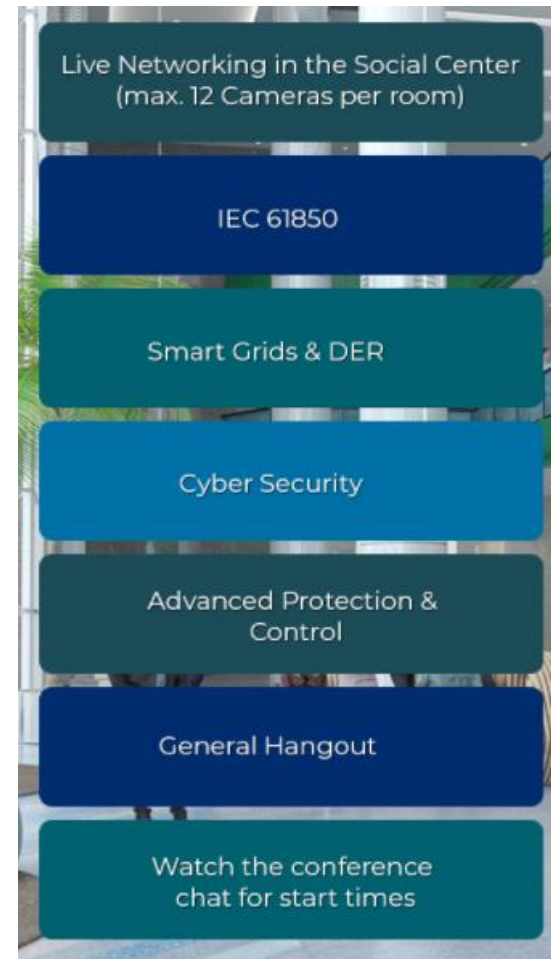 Live Networking in the Social Center
(max. 12 Cameras per room)
IEC 61850
Smart Grids & DER
Cyber Security
Advanced Protection &
Control
General Hangout
Watch the conference
chat for start times